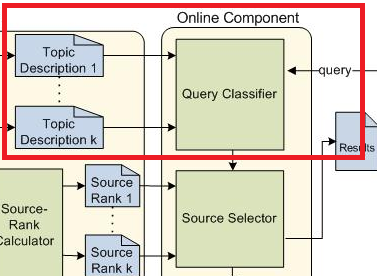 Online Component
Topic
Description 1
Query Classifier
query
Topic
Description k
Results
Source
Rank 1
Source-
Rank
Calculator
Source Selector
Source
Rank k